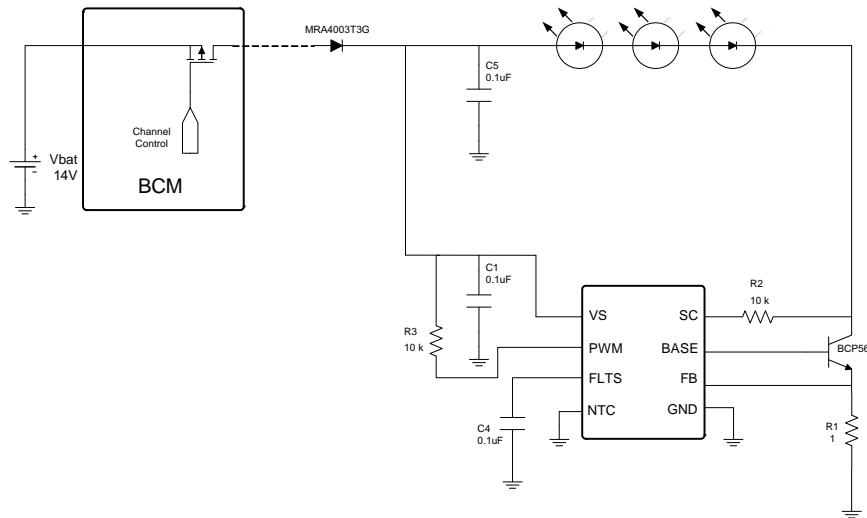 MRA4003T3G
C5
0.1uF
Channel
Control
+
Vbat
14V
−
BCM
C1
0.1uF
R3
10 k
R2
10 k
VS
SC
PWM
BASE
BCP56
FLTS
FB
NTC
GND
C4
0.1uF
R1
1